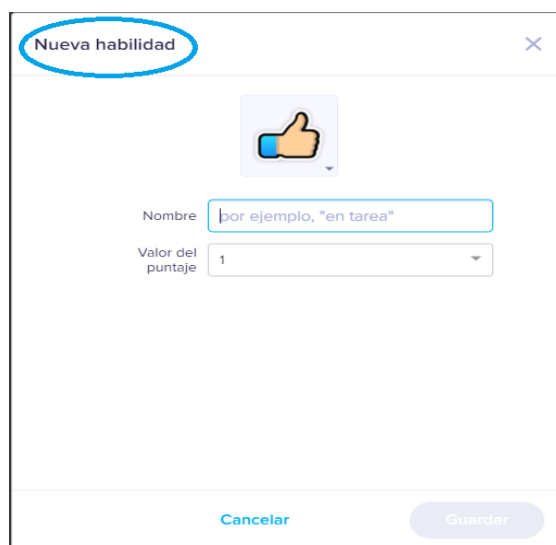 Nueva habilidad
Nombre
por ejemplo, "en tarea"
Valor del
puntaje
1
Cancelar
Guardar